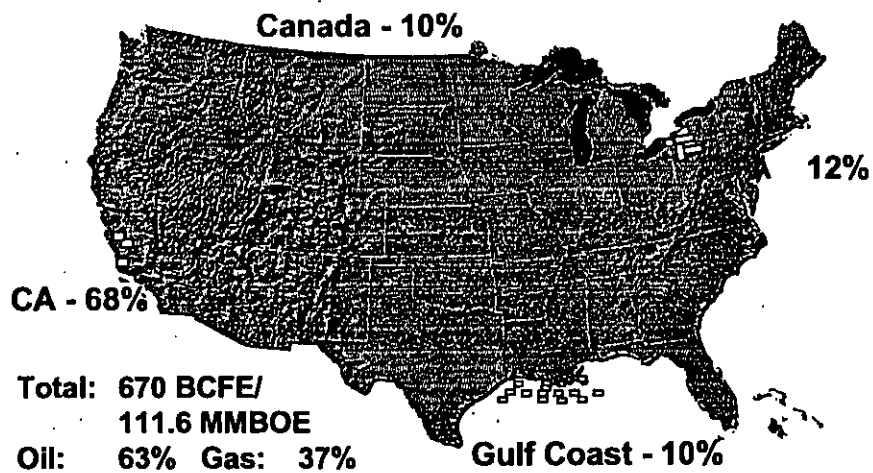 Canada - 10%
12%
CA - 68%
Total: 670 BCFE/
111.6 MMBOE
Oil: 63% Gas: 37%
Gulf Coast - 10%